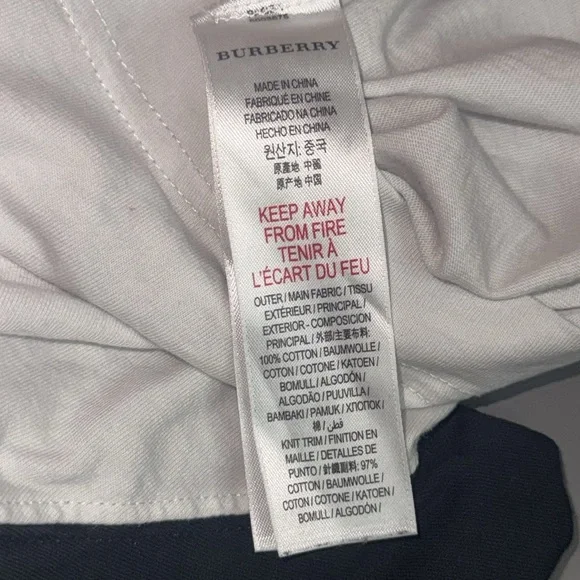 BURBERRY
MADE IN CHINA
FABRIQUÉ EN CHINE
FABRICADO NA CHINA
HECHO EN CHINA
원산지: 중국
原產地 中國
原产地 中国
KEEP AWAY
FROM FIRE
TENIR À
L'ÉCART DU FEU
OUTER / MAIN FABRIC / TISSU
EXTÉRIEUR / PRINCIPAL /
EXTERIOR - COMPOSICION
PRINCIPAL / 外部/主要布料:
100% COTTON / BAUMWOLLE /
COTON / COTONE / KATOEN /
BOMULL / ALGODÓN /
ALGODÃO / PUUVILLA /
BAMBAKI / PAMUK / ХЛОПОК /
棉 / قطن /
KNIT TRIM / FINITION EN
MAILLE / DETALLES DE
PUNTO / 針織副料: 97%
COTTON / BAUMWOLLE /
COTON / COTONE / KATOEN /
BOMULL / ALGODÓN /